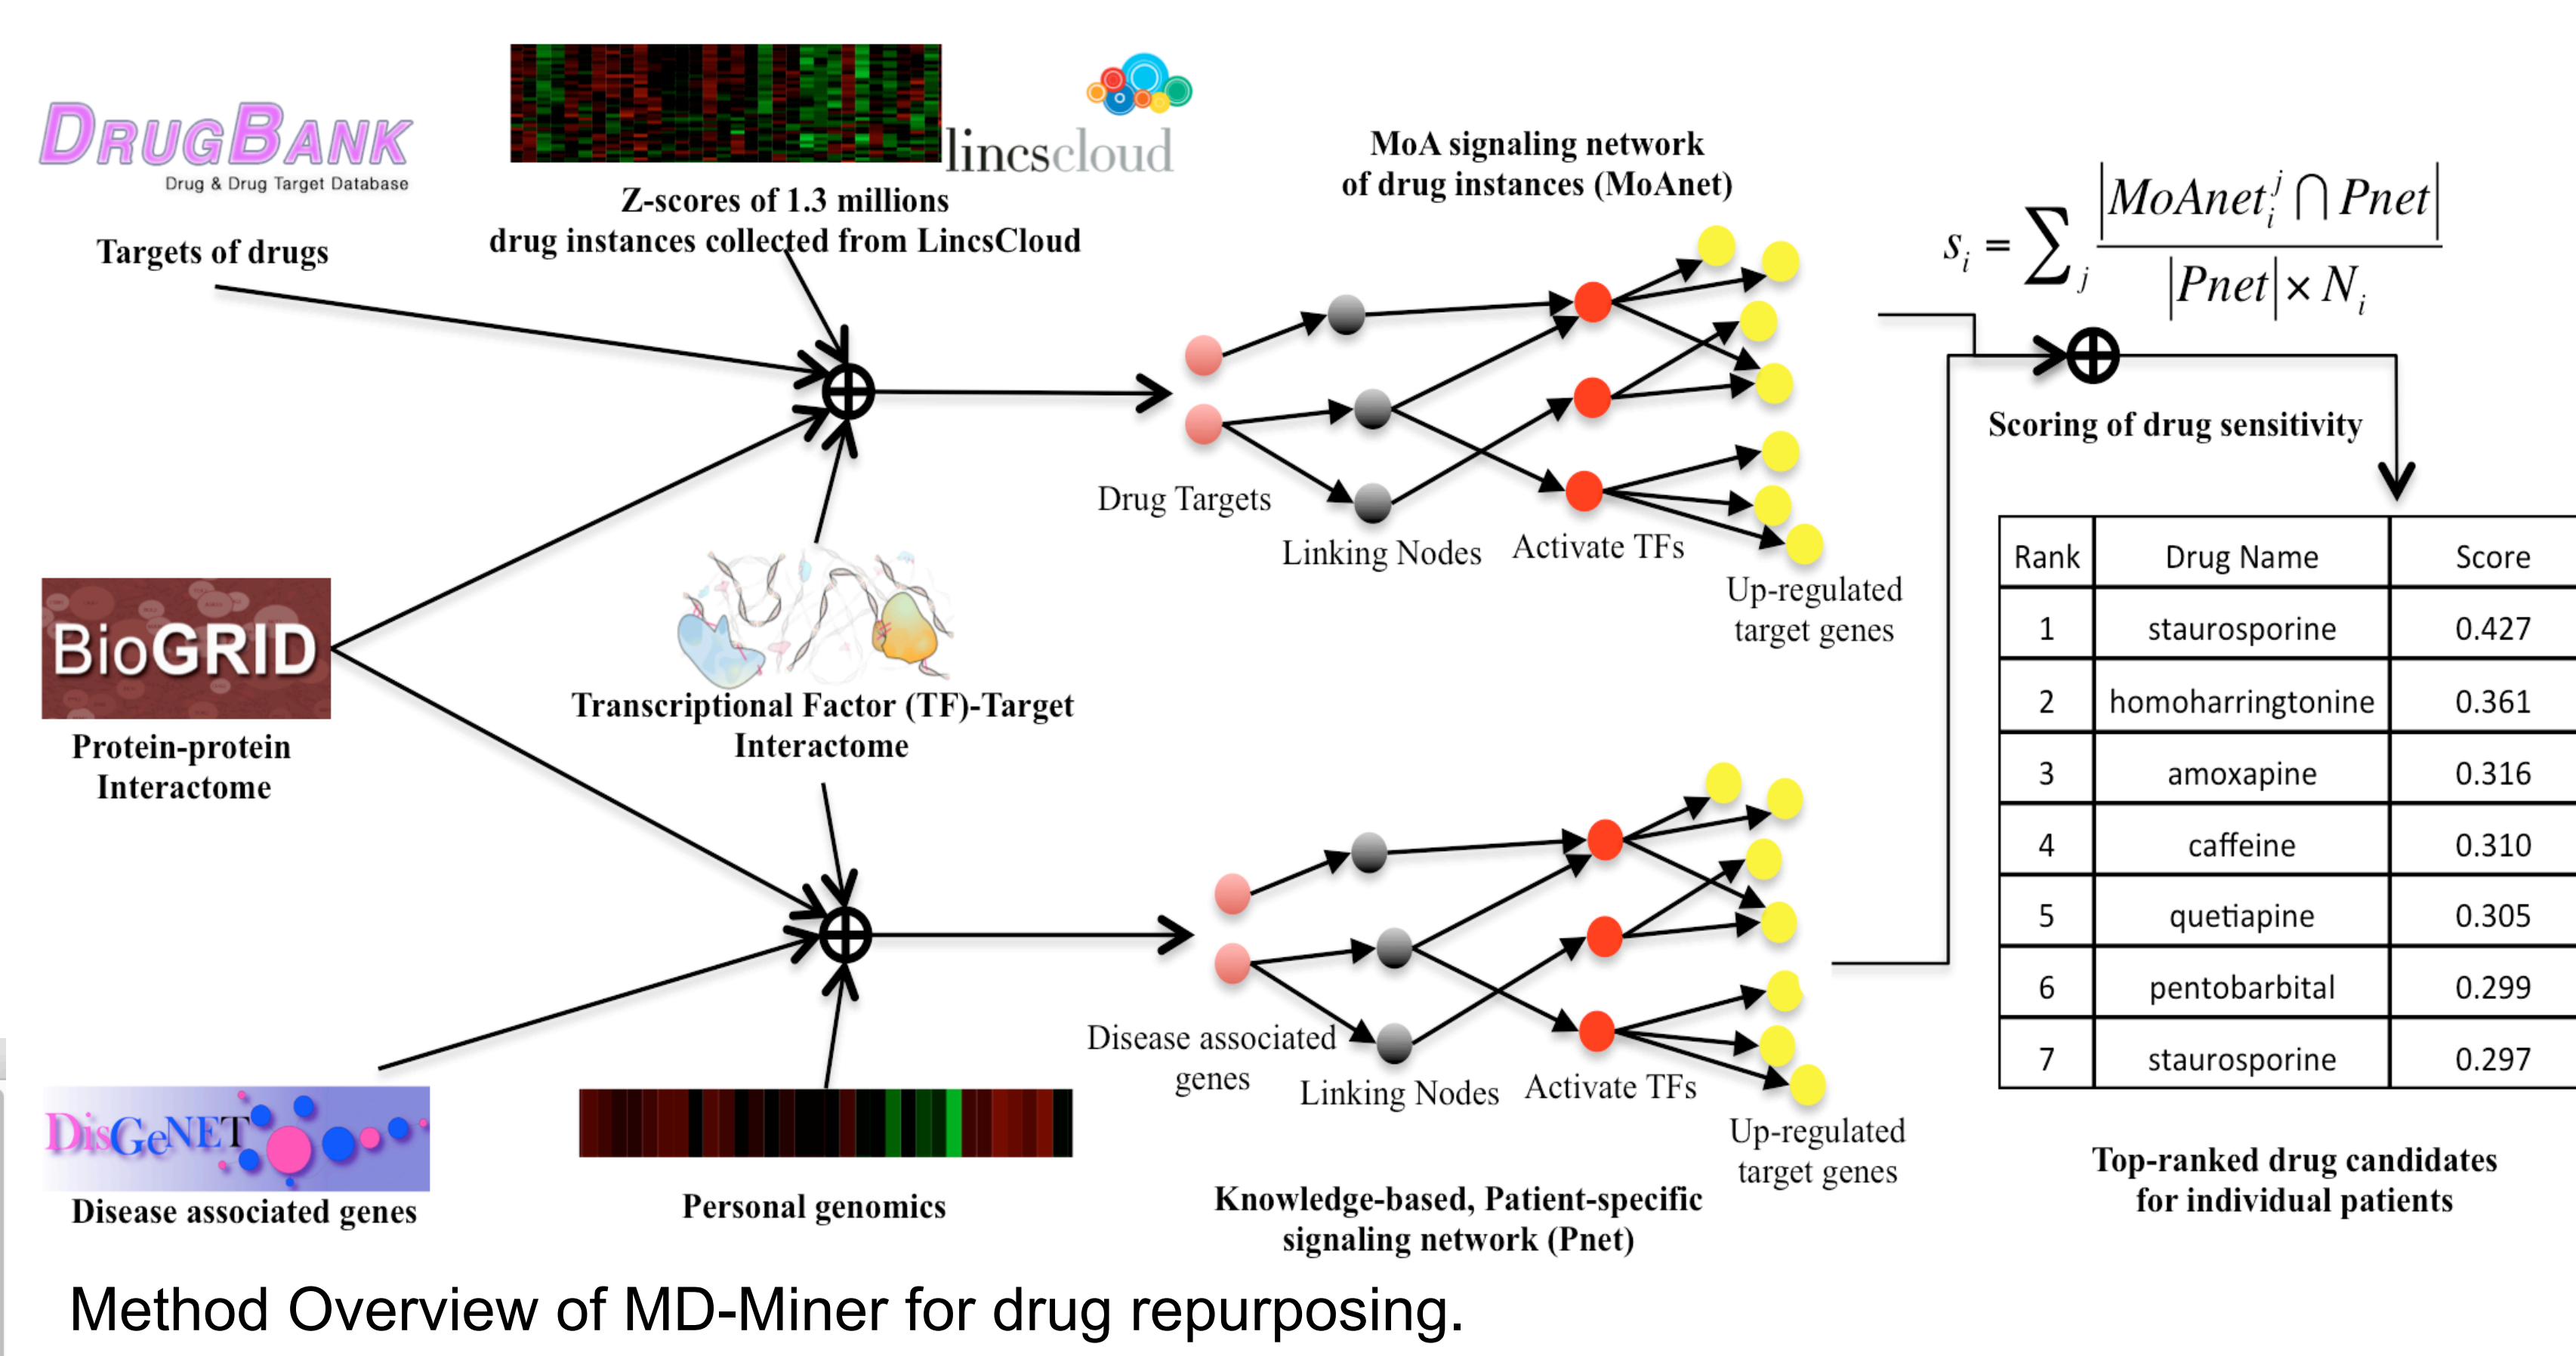 DRUGBANK
Drug & Drug Target Database
Targets of drugs
lincscloud
Z-scores of 1.3 millions
drug instances collected from LincsCloud
BioGRID
Protein-protein
Interactome
Transcriptional Factor (TF)-Target
Interactome
DisGeNET
Disease associated genes
Personal genomics
MoA signaling network
of drug instances (MoAnet)
Drug Targets
Linking Nodes
Activate TFs
Up-regulated
target genes
Disease associated
genes
Linking Nodes
Activate TFs
Up-regulated
target genes
Knowledge-based, Patient-specific
signaling network (Pnet)
s_i = ∑_j |MoAnet_i^j ⋂ Pnet| / |Pnet| × N_i
Scoring of drug sensitivity
Rank Drug Name Score
1 staurosporine 0.427
2 homoharringtonine 0.361
3 amoxapine 0.316
4 caffeine 0.310
5 quetiapine 0.305
6 pentobarbital 0.299
7 staurosporine 0.297
Top-ranked drug candidates
for individual patients
Method Overview of MD-Miner for drug repurposing.